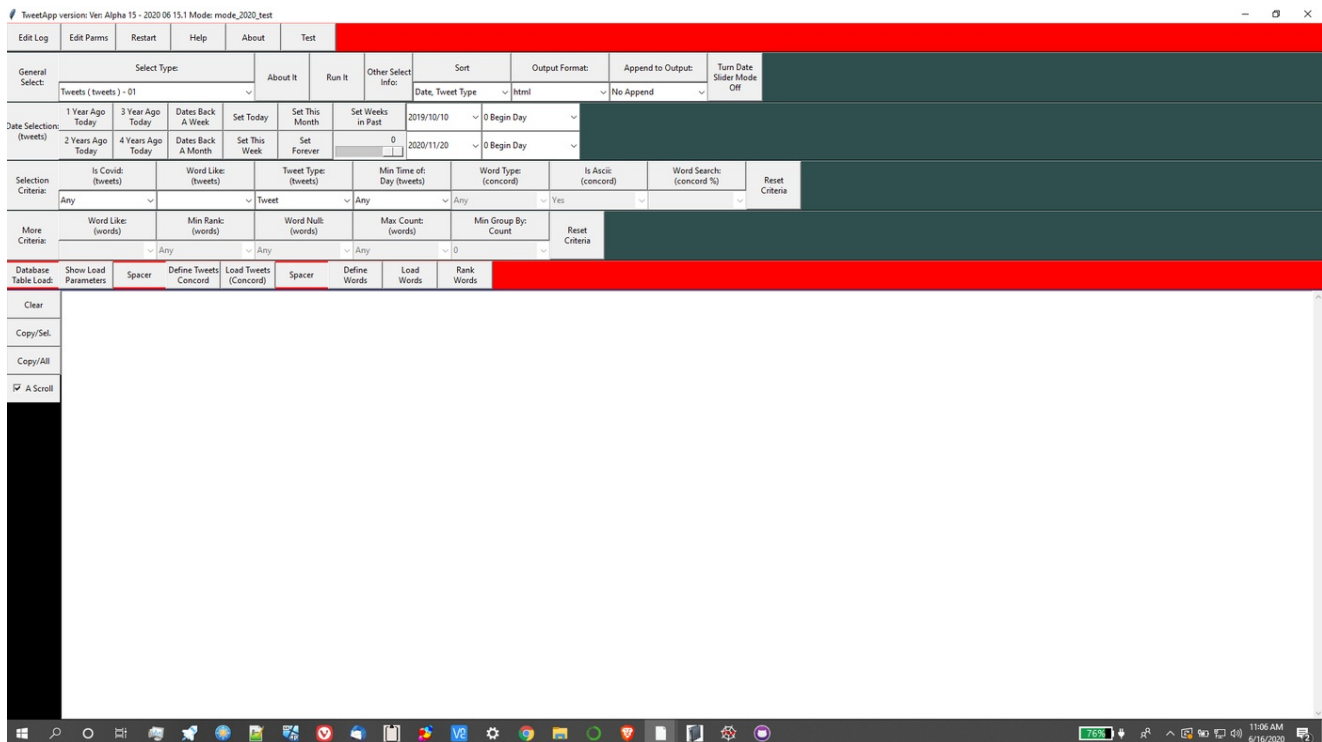 TweetApp version: Ver: Alpha 15 - 2020 06 15.1 Mode: mode_2020_test
Edit Log Edit Parms Restart Help About Test
General Select: Select Type: About It Run It Other Select Info: Sort Output Format: Append to Output: Turn Date Slider Mode Off
Tweets ( tweets ) - 01 Date, Tweet Type html No Append
Date Selection: (tweets) 1 Year Ago Today 3 Year Ago Today Dates Back A Week Set Today Set This Month Set Weeks in Past 2019/10/10 0 Begin Day
2 Years Ago Today 4 Years Ago Today Dates Back A Month Set This Week Set Forever 0 2020/11/20 0 Begin Day
Selection Criteria: Is Covid: (tweets) Word Like: (tweets) Tweet Type: (tweets) Min Time of: Day (tweets) Word Type: (concord) Is Ascii: (concord) Word Search: (concord %) Reset Criteria
Any Tweet Any Any Yes
More Criteria: Word Like: (words) Min Rank: (words) Word Null: (words) Max Count: (words) Min Group By: Count Reset Criteria
Any Any Any 0
Database Table Load: Show Load Parameters Spacer Define Tweets Concord Load Tweets (Concord) Spacer Define Words Load Words Rank Words
Clear
Copy/Sel.
Copy/All
A Scroll
76% 11:06 AM
6/16/2020